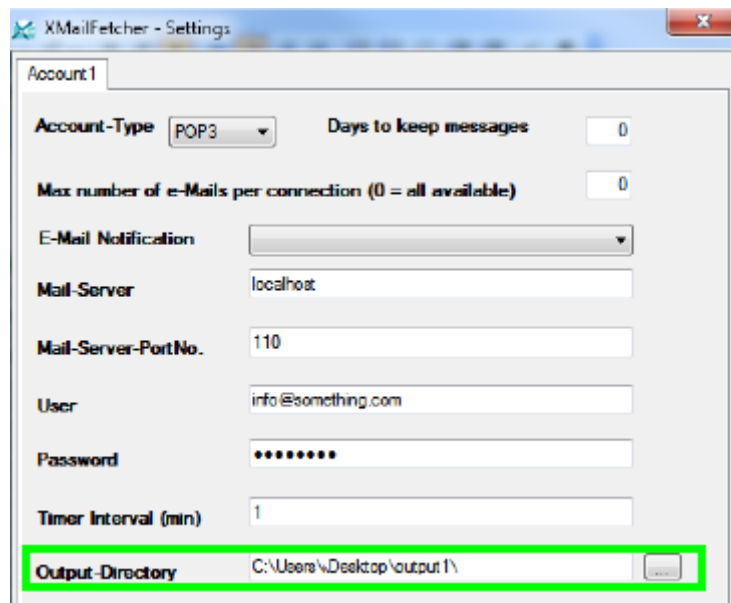 XMailFetcher - Settings
Account1
Account-Type POP3 Days to keep messages 0
Max number of e-Mails per connection (0 = all available) 0
E-Mail Notification
Mail-Server localhost
Mail-Server-PortNo. 110
User info@something.com
Password ••••••••
Timer Interval (min) 1
Output-Directory C:\Users\.Desktop\output1\ ...